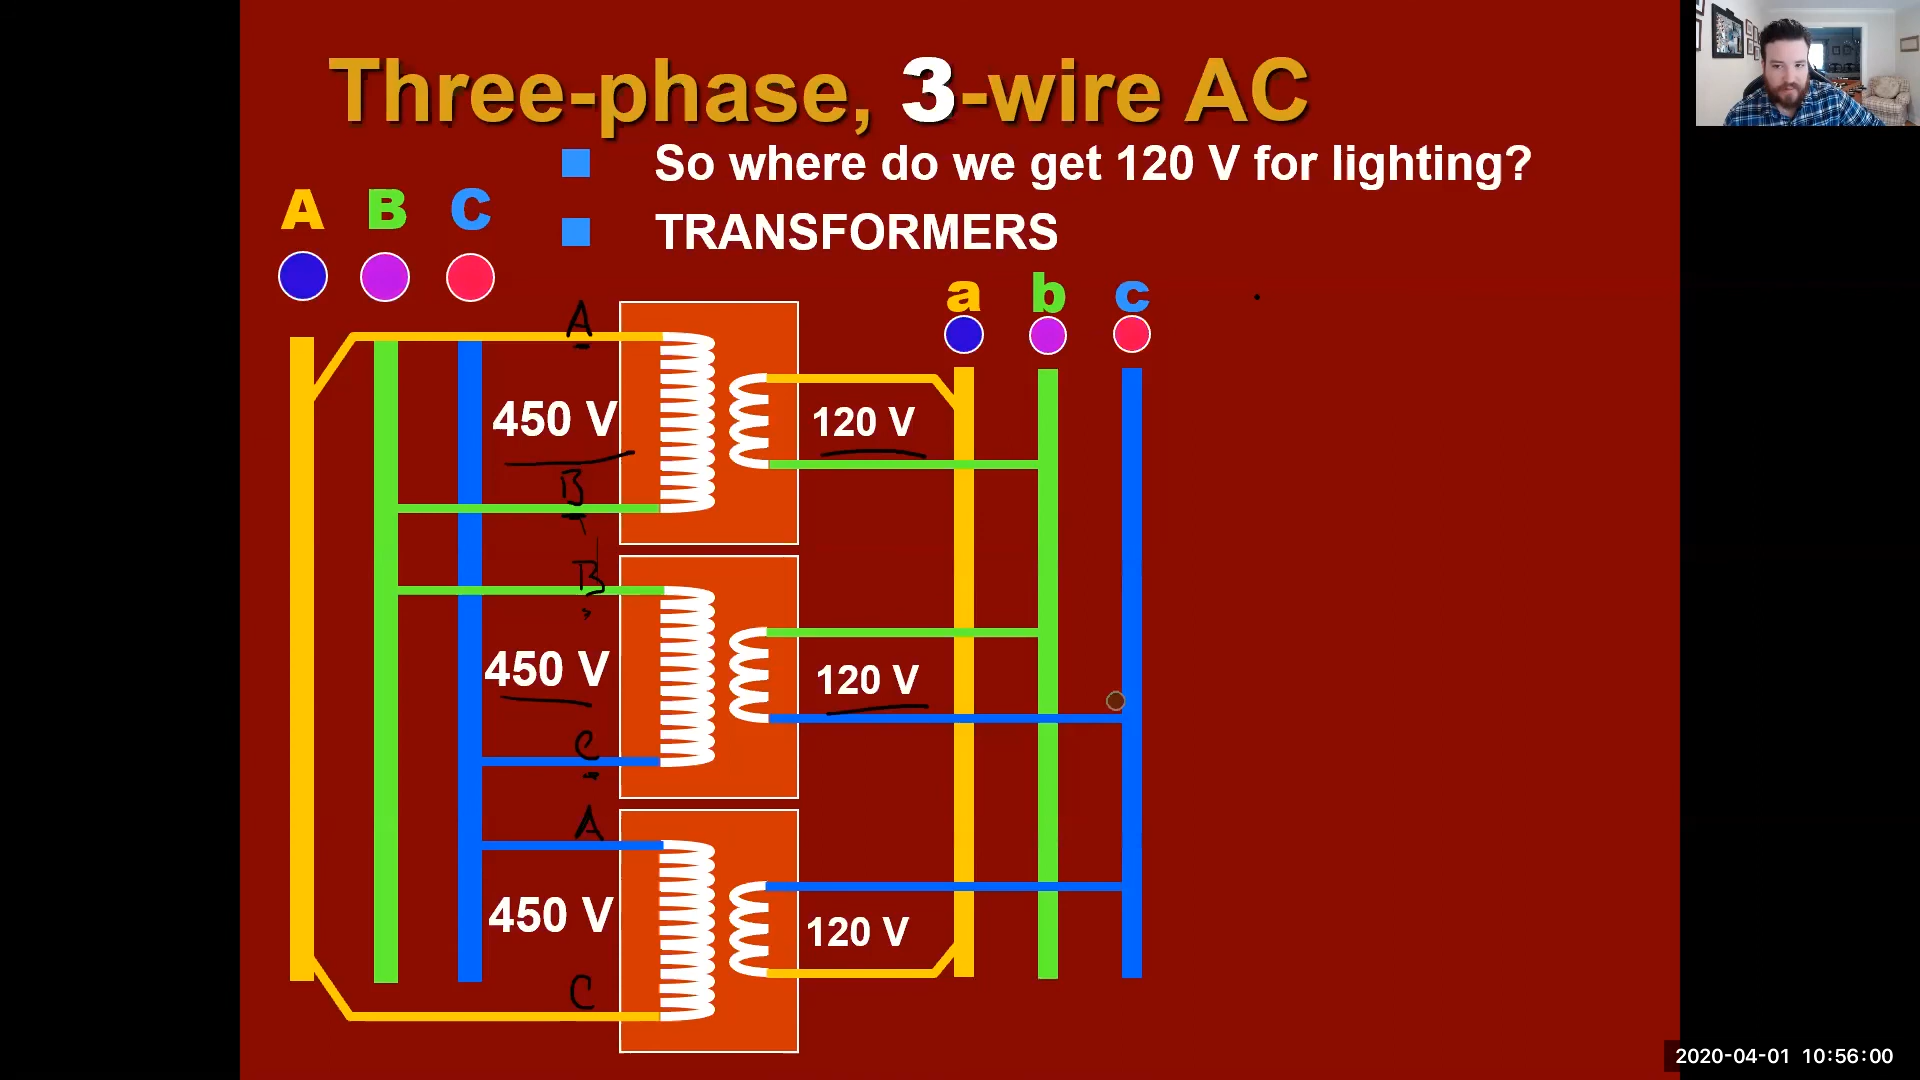 Three-phase, 3-wire AC
So where do we get 120 V for lighting?
TRANSFORMERS
A B C
a b c
A
450 V
120 V
B
B
450 V
120 V
C
A
450 V
120 V
C
2020-04-01 10:56:00